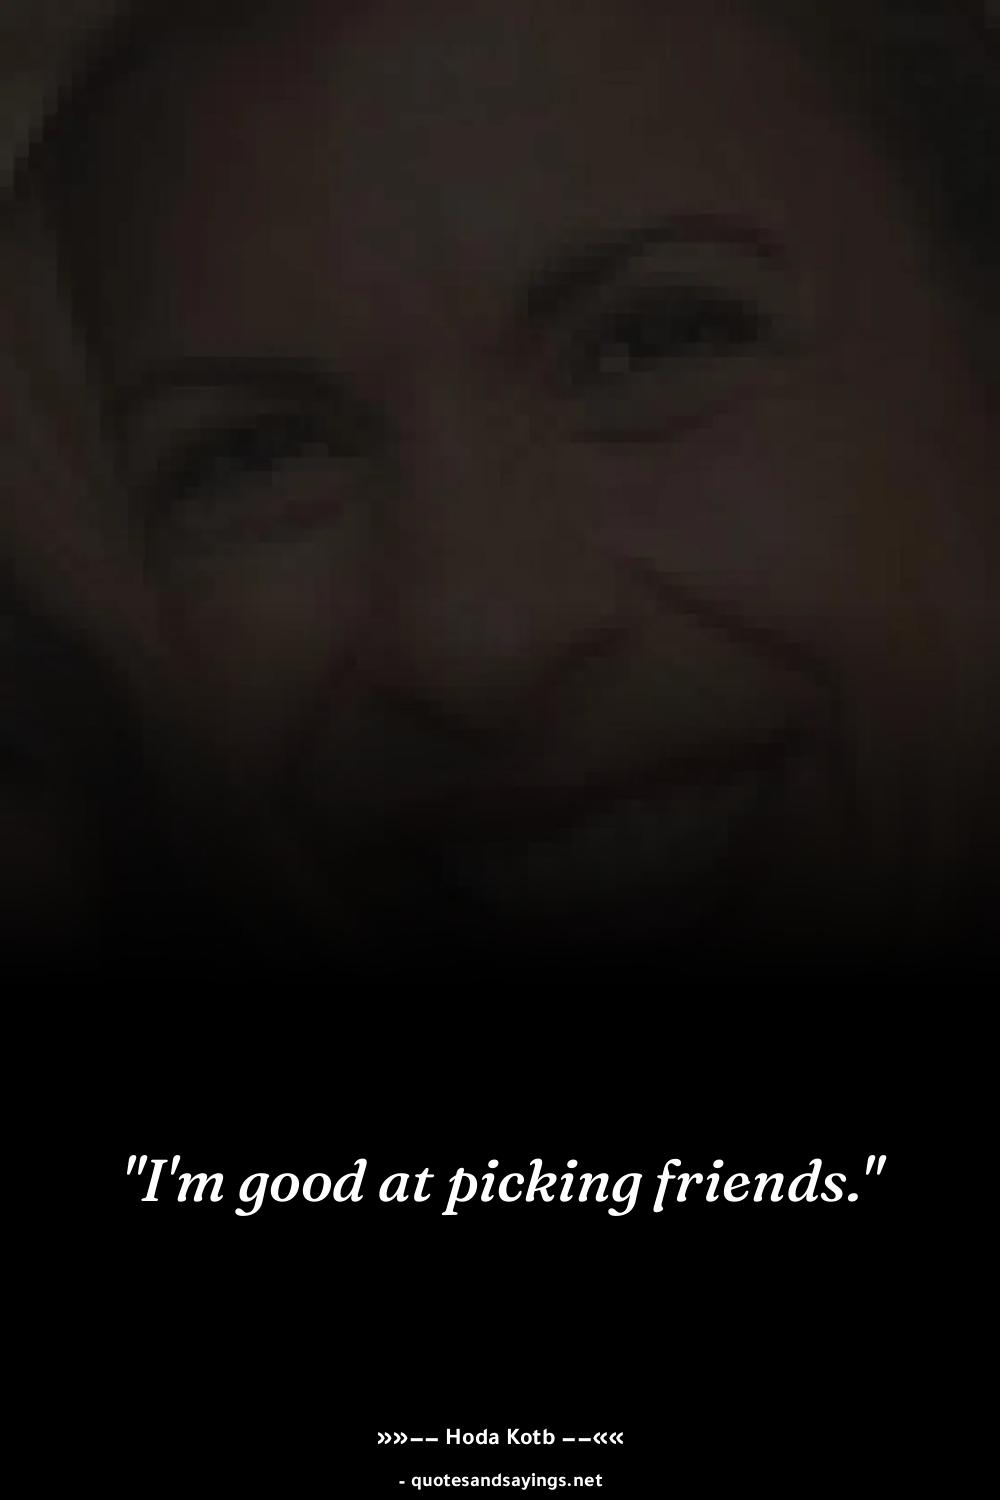 "I'm good at picking friends."
»»–– Hoda Kotb ––««
- quotesandsayings.net